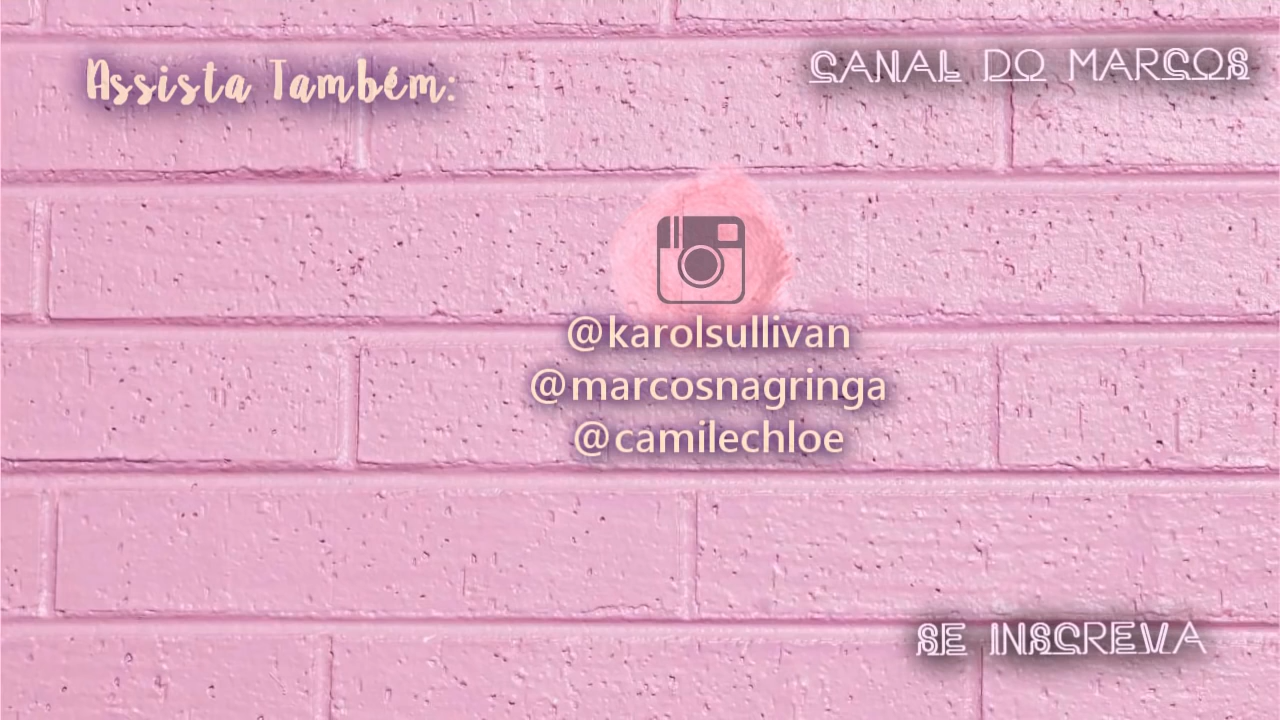 Assista Também:
CANAL DO MARCOS
@karolsullivan
@marcosnagringa
@camilechloe
SE INSCREVA